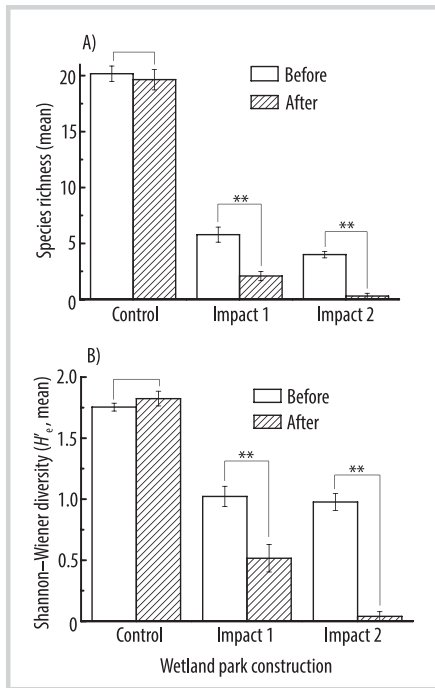 A)
Species richness (mean)
20
15
10
5
0
Before
After
**
**
Control
Impact 1
Impact 2
B)
Shannon–Wiener diversity (H′e, mean)
2.0
1.5
1.0
0.5
0
Before
After
**
**
Control
Impact 1
Impact 2
Wetland park construction